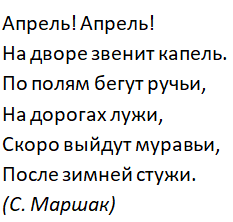 Апрель! Апрель!
На дворе звенит капель.
По полям бегут ручьи,
На дорогах лужи,
Скоро выйдут муравьи,
После зимней стужи.
(С. Маршак)